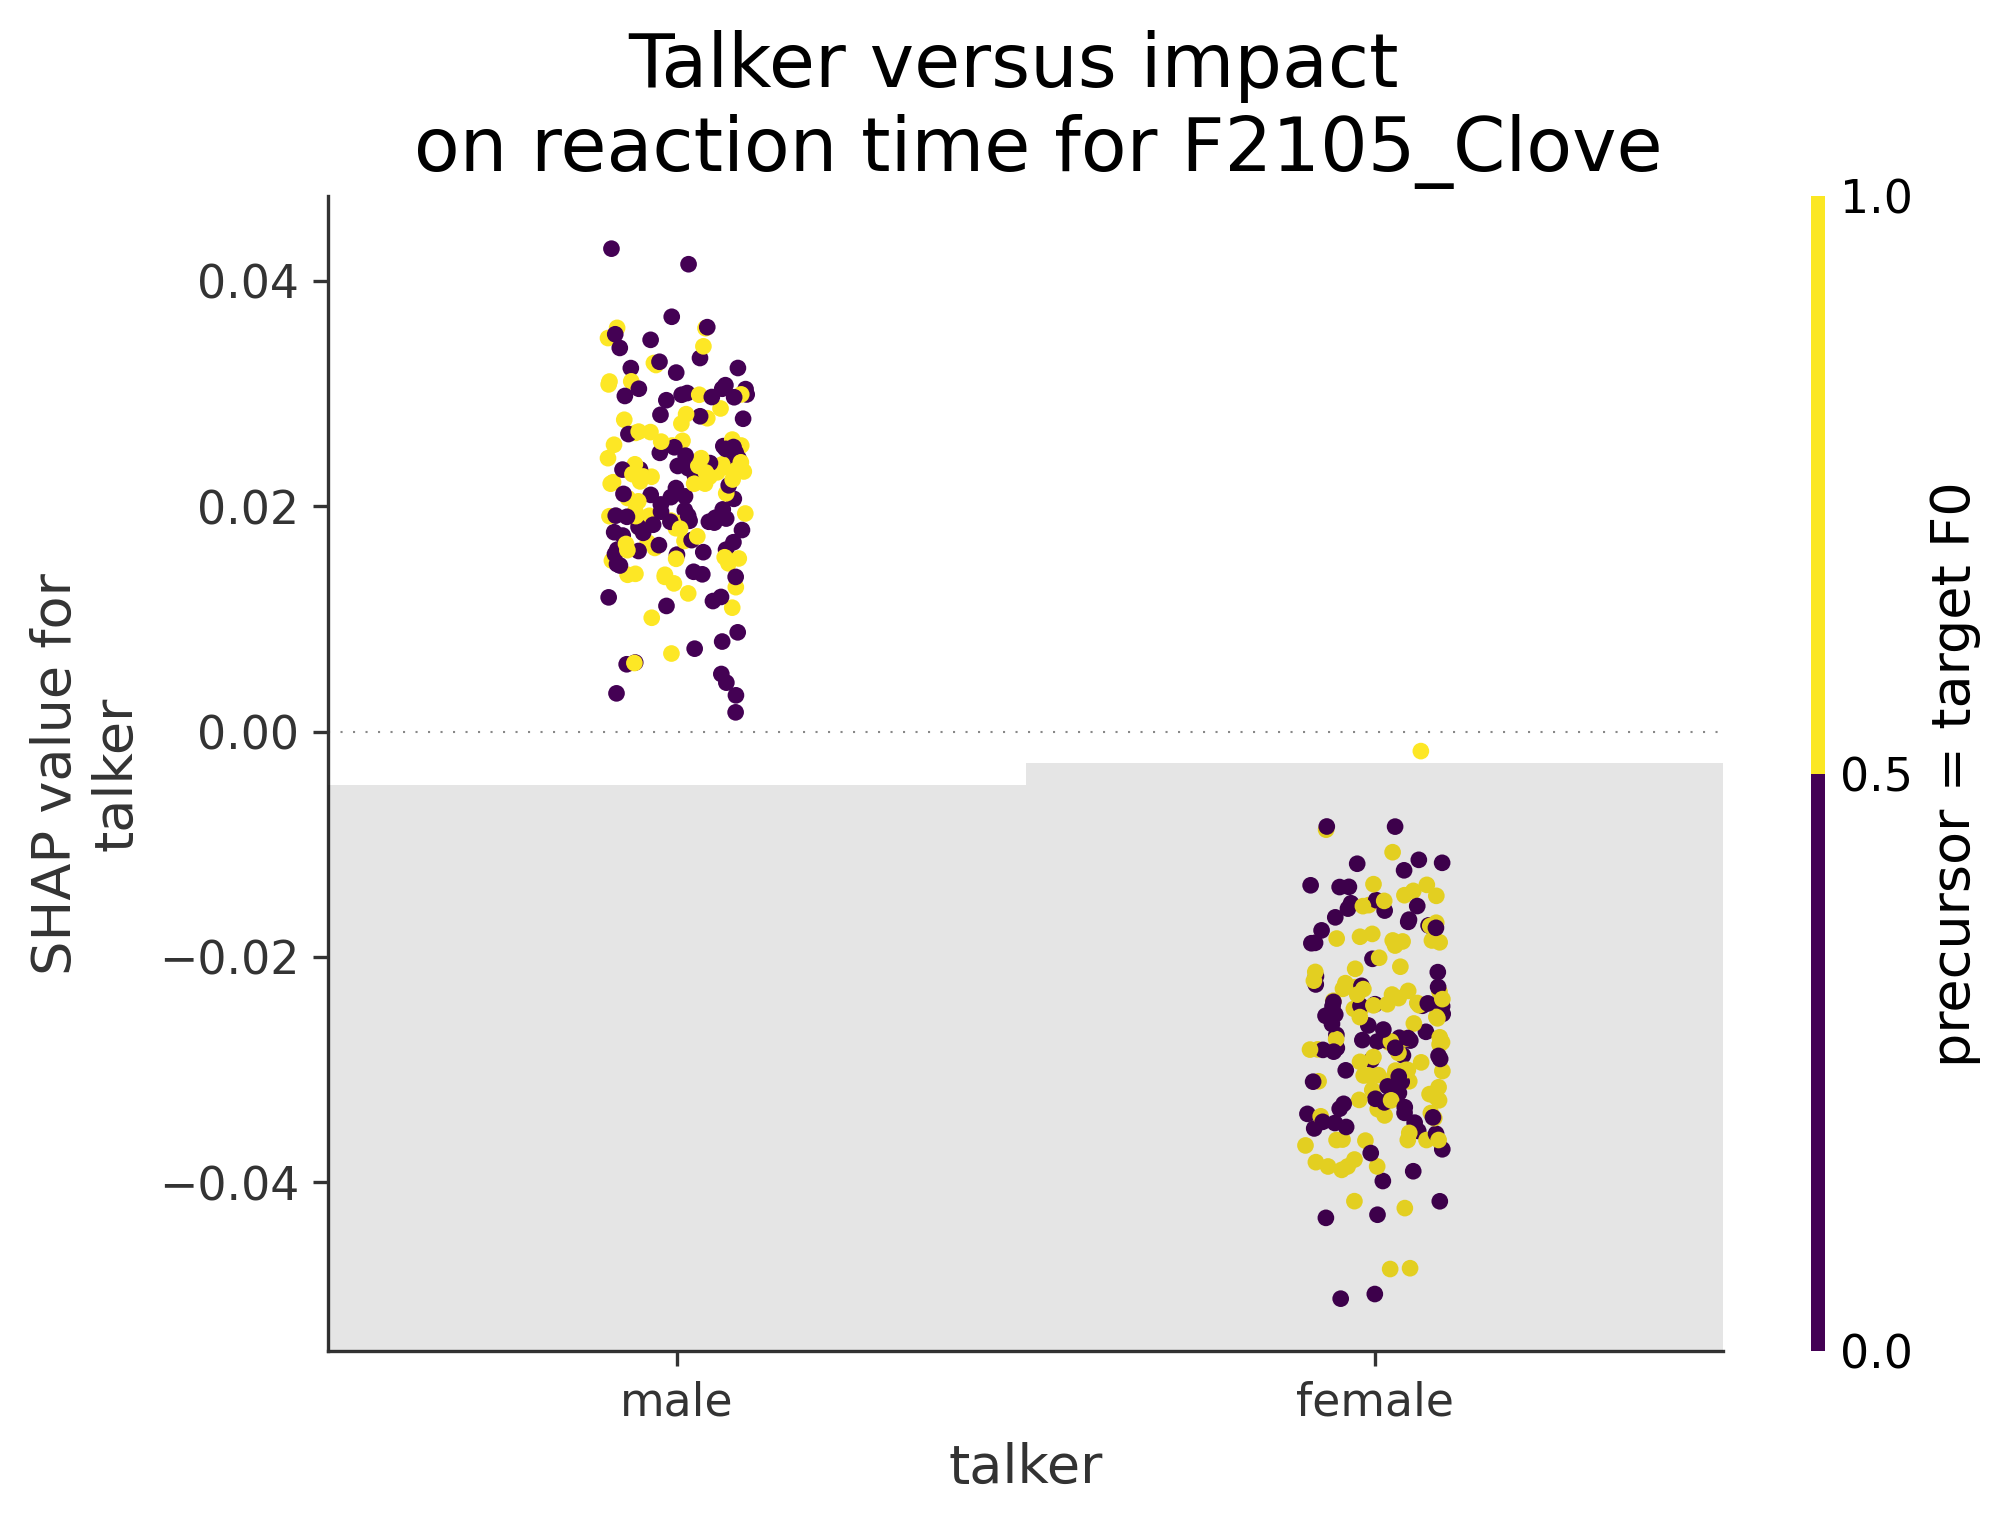 Talker versus impact
on reaction time for F2105_Clove
SHAP value for
talker
0.04
0.02
0.00
−0.02
−0.04
male
female
talker
1.0
0.5
0.0
precursor = target F0